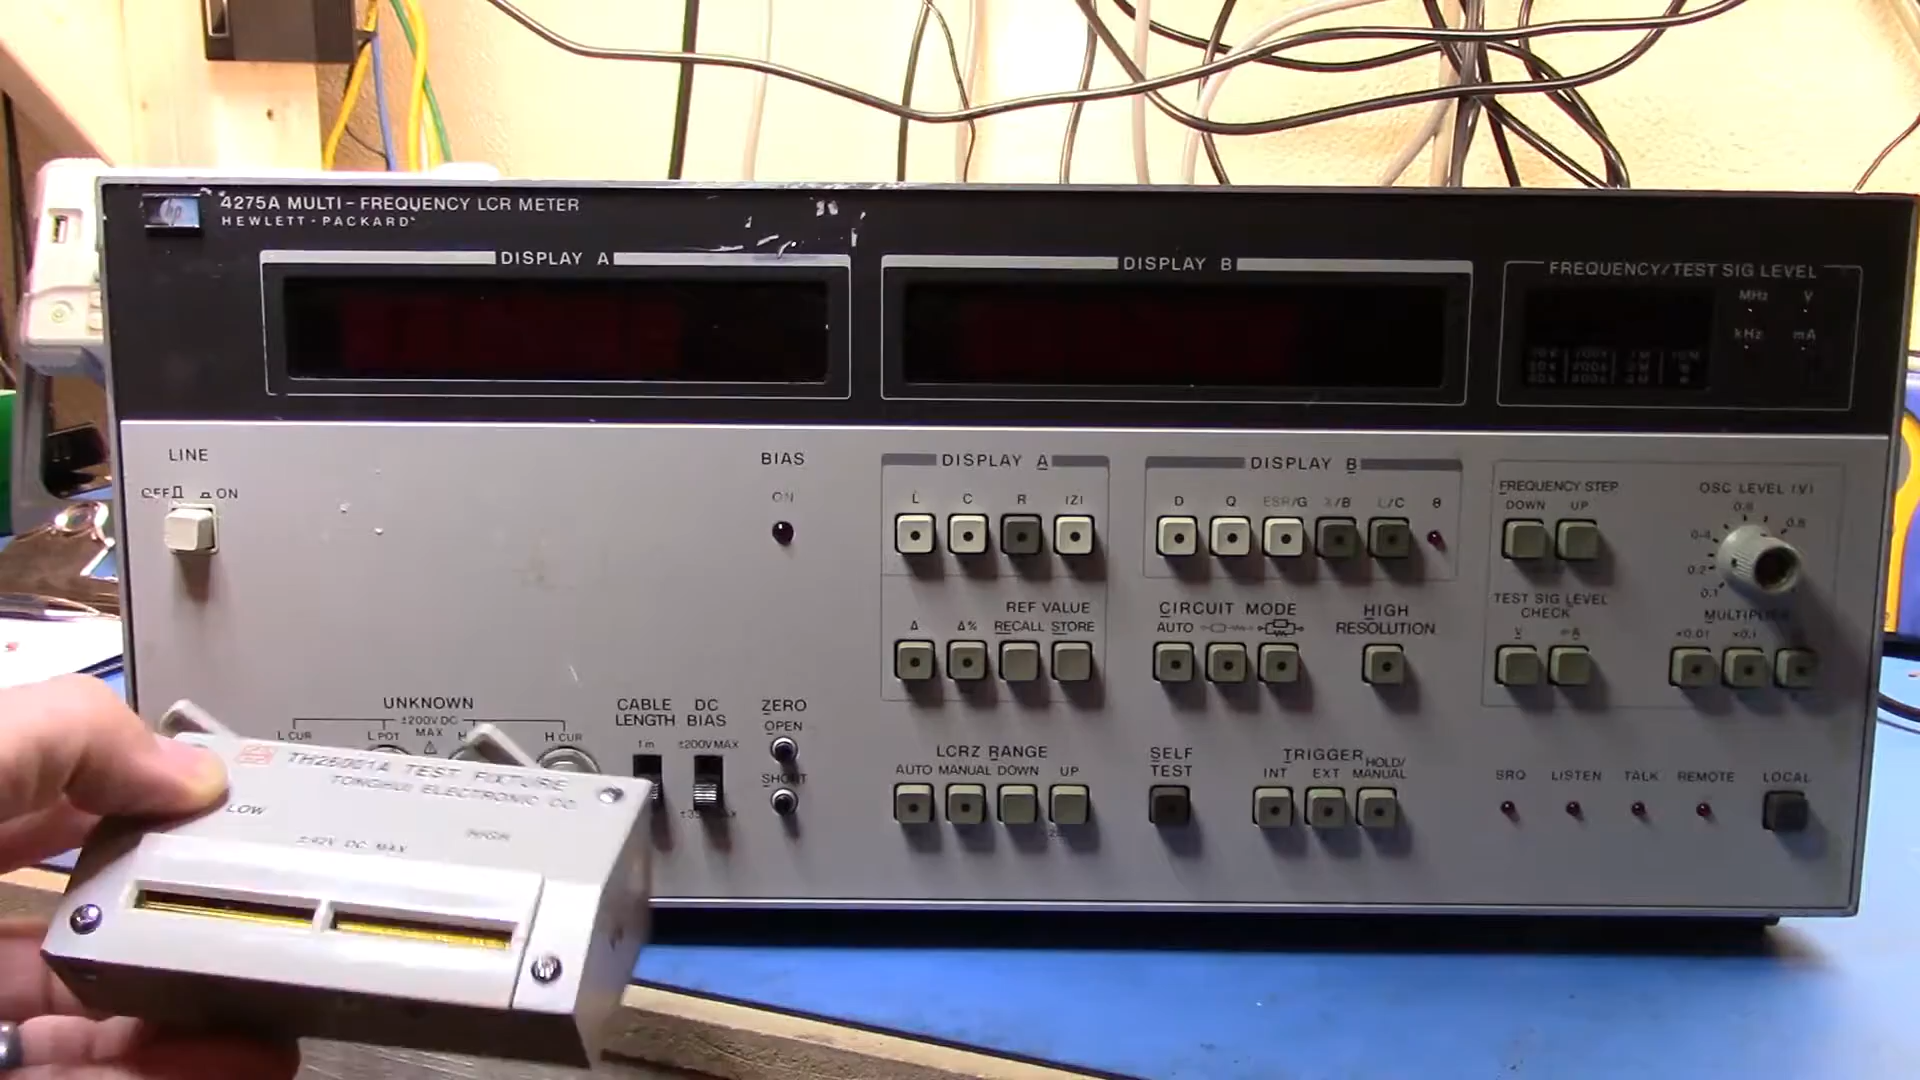 hp
4275A MULTI-FREQUENCY LCR METER
HEWLETT-PACKARD
DISPLAY A
DISPLAY B
FREQUENCY/TEST SIG LEVEL
MHz V
kHz mA
LINE
OFF ON
BIAS
ON
DISPLAY A
L C R |Z|
DISPLAY B
D Q ESR/G X/B L/C θ
FREQUENCY STEP
DOWN UP
OSC LEVEL (V)
0.1 0.2 0.4 0.6 0.8
REF VALUE
Δ Δ% RECALL STORE
CIRCUIT MODE
AUTO
HIGH
RESOLUTION
TEST SIG LEVEL
CHECK
V A
MULTIPLIER
×0.01 ×0.1
UNKNOWN
±200V DC
MAX
L CUR L POT H CUR
CABLE
LENGTH
1m
DC
BIAS
±200V MAX
ZERO
OPEN
SHORT
LCRZ RANGE
AUTO MANUAL DOWN UP
SELF
TEST
TRIGGER
INT EXT HOLD/
MANUAL
SRQ LISTEN TALK REMOTE LOCAL
TH26001A TEST FIXTURE
TONGHUI ELECTRONIC CO.
LOW
HIGH
±42V DC MAX